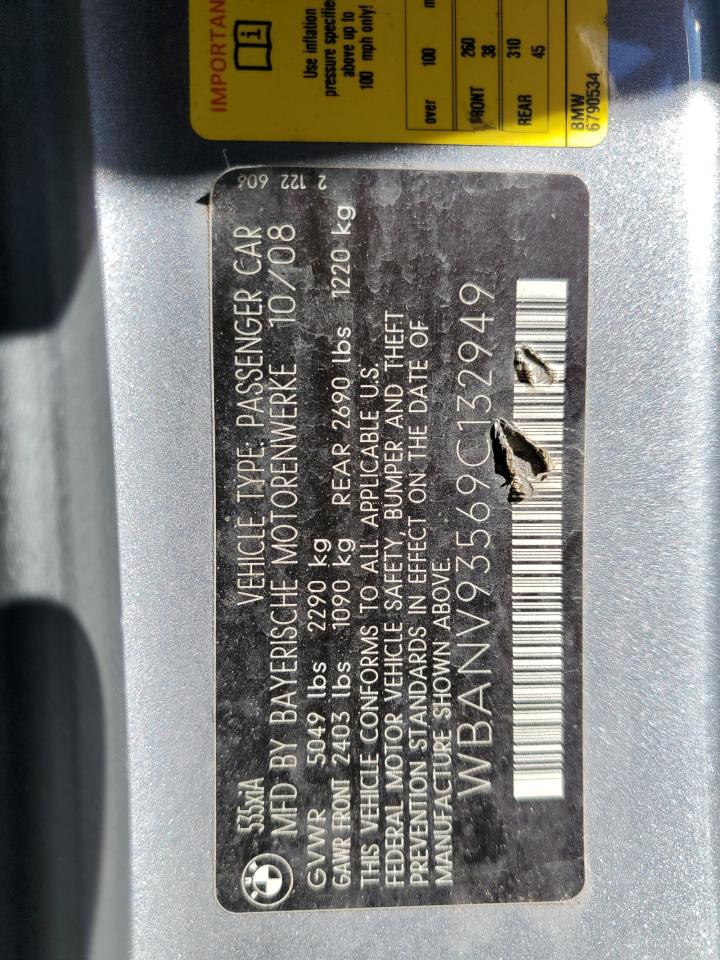 IMPORTAN
Use inflation
pressure specifie
above up to
100 mph only!
over 100 m
FRONT 260 38
REAR 310 45
BMW
6790534
2 122 606
535xiA
VEHICLE TYPE: PASSENGER CAR
MFD BY BAYERISCHE MOTORENWERKE 10/08
GVWR 5049 lbs 2290 kg
GAWR FRONT 2403 lbs 1090 kg REAR 2690 lbs 1220 kg
THIS VEHICLE CONFORMS TO ALL APPLICABLE U.S.
FEDERAL MOTOR VEHICLE SAFETY, BUMPER AND THEFT
PREVENTION STANDARDS IN EFFECT ON THE DATE OF
MANUFACTURE SHOWN ABOVE.
WBANV93569C132949